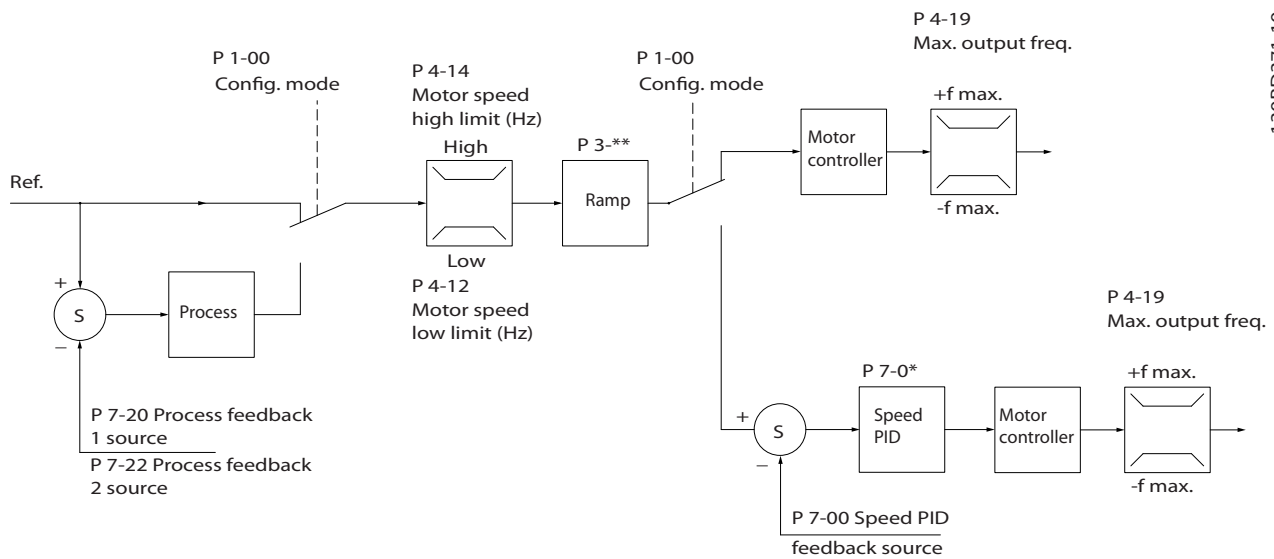 P 4-19
Max. output freq.
P 1-00
Config. mode
P 4-14
Motor speed
high limit (Hz)
High
P 1-00
Config. mode
+f max.
P 3-**
Motor
controller
Ref.
Ramp
-f max.
Low
P 4-12
Motor speed
low limit (Hz)
+
S
–
Process
P 4-19
Max. output freq.
P 7-20 Process feedback
1 source
P 7-22 Process feedback
2 source
P 7-0*
+f max.
+
S
–
Speed
PID
Motor
controller
-f max.
P 7-00 Speed PID
feedback source